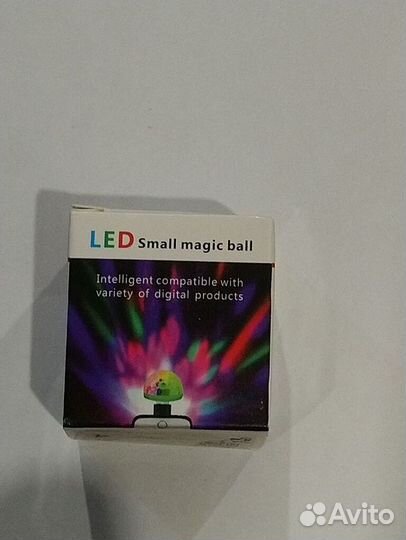 LED Small magic ball
Intelligent compatible with
variety of digital products
Avito